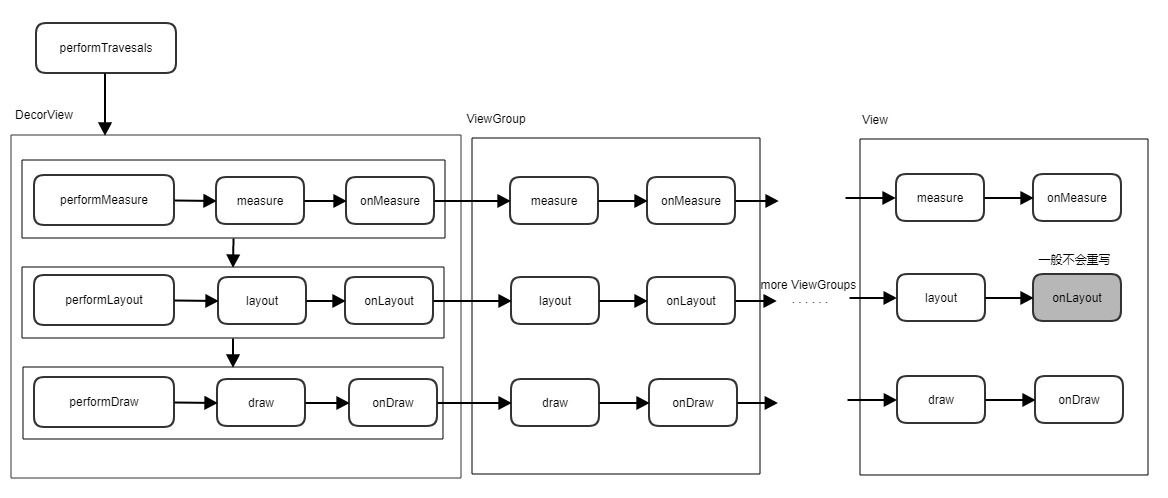 performTravesals
DecorView
performMeasure
measure
onMeasure
performLayout
layout
onLayout
performDraw
draw
onDraw
ViewGroup
measure
onMeasure
layout
onLayout
draw
onDraw
more ViewGroups
. . . . . .
View
measure
onMeasure
一般不会重写
layout
onLayout
draw
onDraw